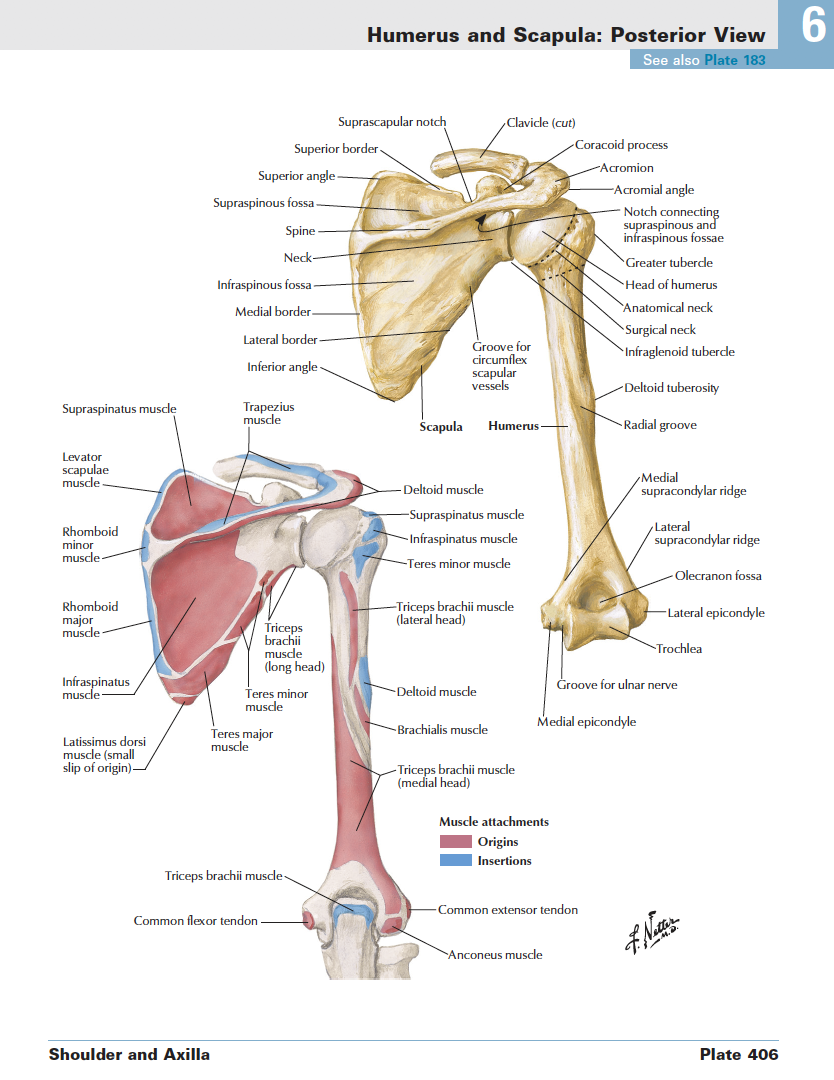 Humerus and Scapula: Posterior View
6
See also Plate 183
Suprascapular notch
Clavicle (cut)
Superior border
Coracoid process
Superior angle
Acromion
Acromial angle
Supraspinous fossa
Notch connecting
supraspinous and
infraspinous fossae
Spine
Neck
Greater tubercle
Infraspinous fossa
Head of humerus
Medial border
Anatomical neck
Lateral border
Surgical neck
Inferior angle
Groove for
circumflex
scapular
vessels
Infraglenoid tubercle
Deltoid tuberosity
Scapula
Humerus
Radial groove
Medial
supracondylar ridge
Lateral
supracondylar ridge
Olecranon fossa
Lateral epicondyle
Trochlea
Groove for ulnar nerve
Medial epicondyle
Supraspinatus muscle
Trapezius
muscle
Levator
scapulae
muscle
Deltoid muscle
Supraspinatus muscle
Infraspinatus muscle
Rhomboid
minor
muscle
Teres minor muscle
Rhomboid
major
muscle
Triceps brachii muscle
(lateral head)
Triceps
brachii
muscle
(long head)
Infraspinatus
muscle
Teres minor
muscle
Deltoid muscle
Teres major
muscle
Brachialis muscle
Latissimus dorsi
muscle (small
slip of origin)
Triceps brachii muscle
(medial head)
Muscle attachments
Origins
Insertions
Triceps brachii muscle
Common flexor tendon
Common extensor tendon
Anconeus muscle
F. Netter
M.D.
Shoulder and Axilla
Plate 406